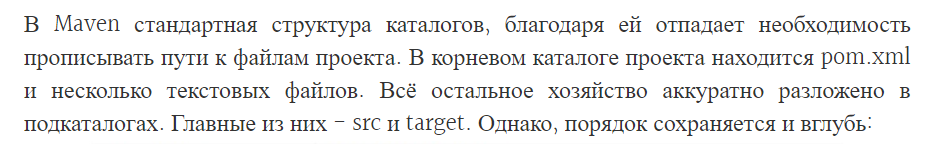 В Maven стандартная структура каталогов, благодаря ей отпадает необходимость
прописывать пути к файлам проекта. В корневом каталоге проекта находится pom.xml
и несколько текстовых файлов. Всё остальное хозяйство аккуратно разложено в
подкаталогах. Главные из них – src и target. Однако, порядок сохраняется и вглубь: